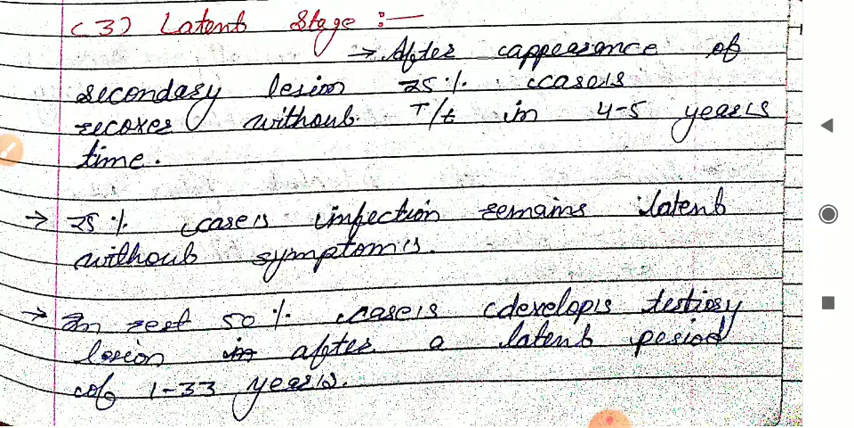 (3) Latent Stage :—
→ After appearance of
secondary lesion 25% cases
recover without T/t in 4-5 years
time.
→ 25% cases infection remains latent
without symptoms.
→ In rest 50% cases develops tertiary
lesion in after a latent period
of 1-33 years.